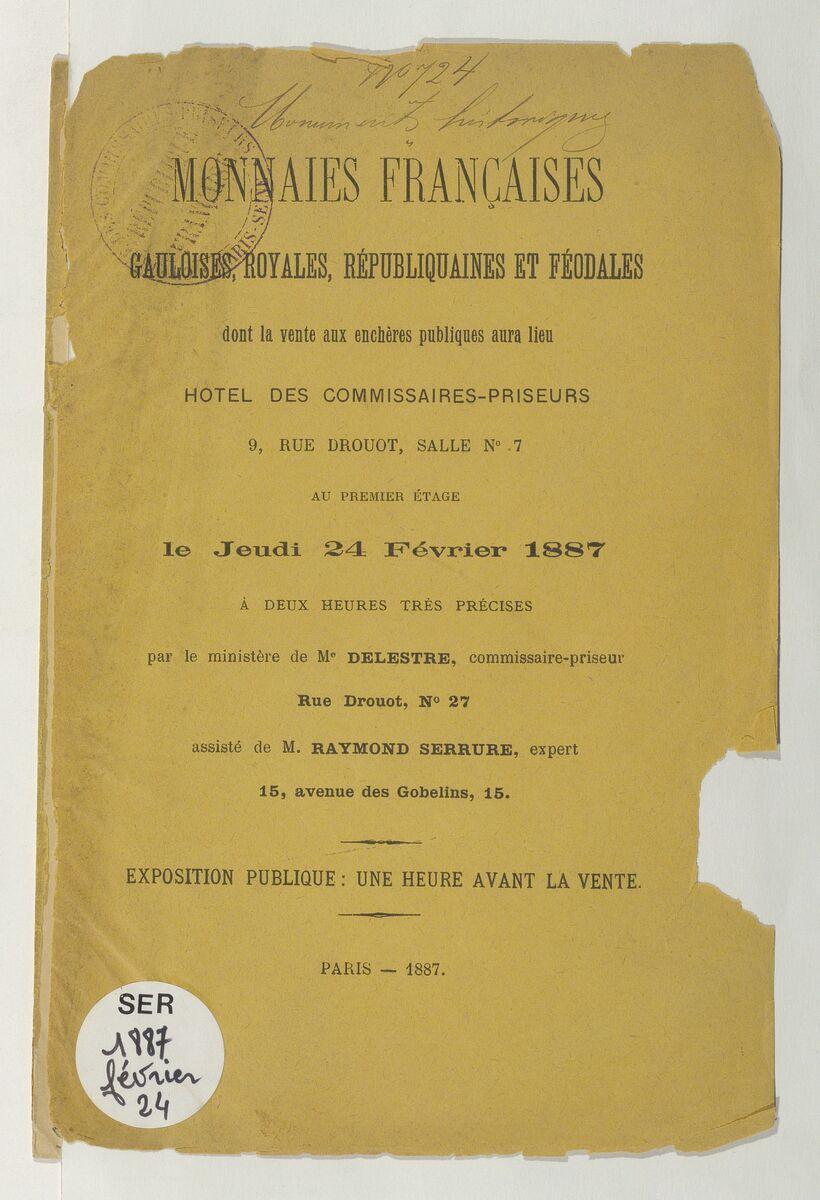 No 724
Monuments historiques
MONNAIES FRANÇAISES
GAULOISES, ROYALES, RÉPUBLIQUAINES ET FÉODALES
dont la vente aux enchères publiques aura lieu
HOTEL DES COMMISSAIRES-PRISEURS
9, RUE DROUOT, SALLE No 7
AU PREMIER ÉTAGE
le Jeudi 24 Février 1887
À DEUX HEURES TRÈS PRÉCISES
par le ministère de Me DELESTRE, commissaire-priseur
Rue Drouot, No 27
assisté de M. RAYMOND SERRURE, expert
15, avenue des Gobelins, 15.
EXPOSITION PUBLIQUE : UNE HEURE AVANT LA VENTE.
PARIS — 1887.
DES COMMISSAIRES PRISEURS
RÉPUBLIQUE
FRANÇAISE
PARIS-SEINE
SER
1887
février
24